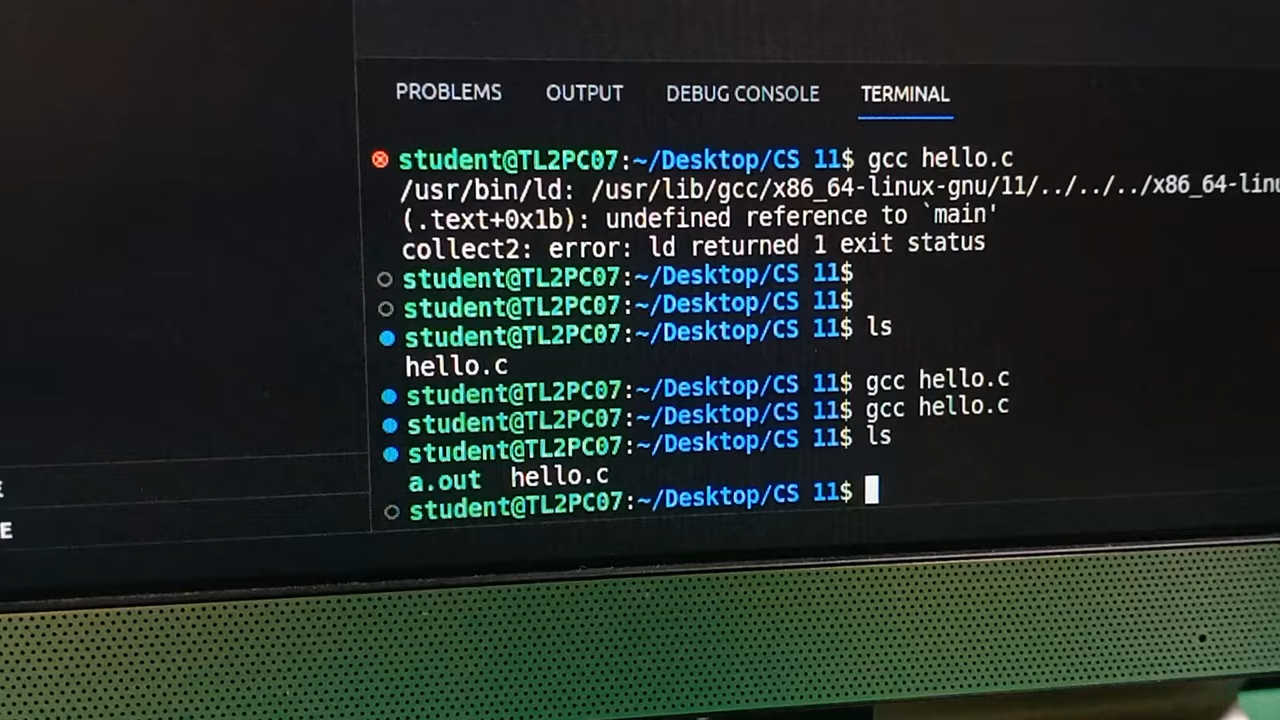 PROBLEMS OUTPUT DEBUG CONSOLE TERMINAL
student@TL2PC07:~/Desktop/CS 11$ gcc hello.c
/usr/bin/ld: /usr/lib/gcc/x86_64-linux-gnu/11/../../../x86_64-linu
(.text+0x1b): undefined reference to `main'
collect2: error: ld returned 1 exit status
student@TL2PC07:~/Desktop/CS 11$
student@TL2PC07:~/Desktop/CS 11$
student@TL2PC07:~/Desktop/CS 11$ ls
hello.c
student@TL2PC07:~/Desktop/CS 11$ gcc hello.c
student@TL2PC07:~/Desktop/CS 11$ gcc hello.c
student@TL2PC07:~/Desktop/CS 11$ ls
a.out hello.c
student@TL2PC07:~/Desktop/CS 11$